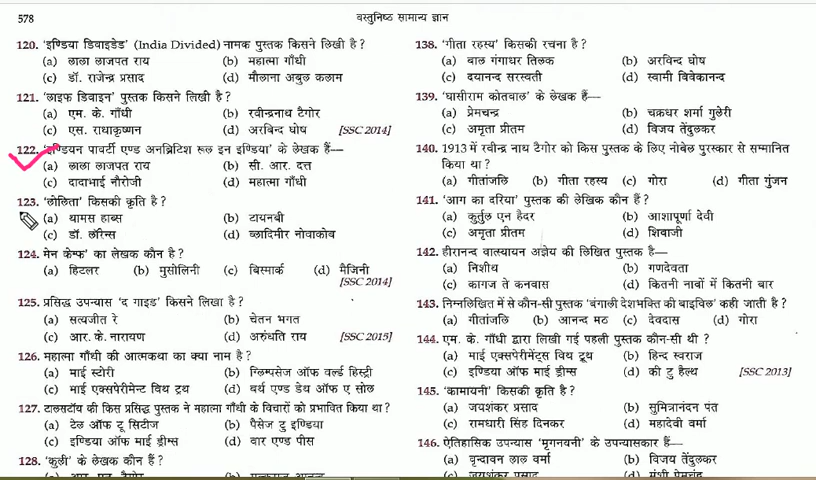 578
वस्तुनिष्ठ सामान्य ज्ञान
120. 'इण्डिया डिवाइडेड' (India Divided) नामक पुस्तक किसने लिखी है ?
(a) लाला लाजपत राय (b) महात्मा गाँधी
(c) डॉ. राजेन्द्र प्रसाद (d) मौलाना अबुल कलाम
121. 'लाइफ डिवाइन' पुस्तक किसने लिखी है ?
(a) एम. के. गाँधी (b) रवीन्द्रनाथ टैगोर
(c) एस. राधाकृष्णन (d) अरबिन्द घोष [SSC 2014]
122. 'इण्डियन पावर्टी एण्ड अनब्रिटिश रूल इन इण्डिया' के लेखक हैं—
(a) लाला लाजपत राय (b) सी. आर. दत्त
(c) दादाभाई नौरोजी (d) महात्मा गाँधी
123. 'लोलिता' किसकी कृति है ?
(a) थामस हाब्स (b) टायनबी
(c) डॉ. लॉरेन्स (d) व्लादिमीर नोवाकोव
124. मेन केम्फ' का लेखक कौन है ?
(a) हिटलर (b) मुसोलिनी (c) बिस्मार्क (d) मैजिनी
[SSC 2014]
125. प्रसिद्ध उपन्यास 'द गाइड' किसने लिखा है ?
(a) सत्यजीत रे (b) चेतन भगत
(c) आर. के. नारायण (d) अरुंधति राय [SSC 2015]
126. महात्मा गाँधी की आत्मकथा का क्या नाम है ?
(a) माई स्टोरी (b) ग्लिम्पसेज ऑफ वर्ल्ड हिस्ट्री
(c) माई एक्सपेरीमेन्ट विथ ट्रुथ (d) बर्थ एण्ड डेथ ऑफ ए सोल
127. टालसटॉय की किस प्रसिद्ध पुस्तक ने महात्मा गाँधी के विचारों को प्रभावित किया था ?
(a) टेल ऑफ टू सिटीज (b) पैसेज टु इण्डिया
(c) इण्डिया ऑफ माई ड्रीम्स (d) वार एण्ड पीस
128. 'कुली' के लेखक कौन हैं ?
138. 'गीता रहस्य' किसकी रचना है ?
(a) बाल गंगाधर तिलक (b) अरविन्द घोष
(c) दयानन्द सरस्वती (d) स्वामी विवेकानन्द
139. 'घासीराम कोतवाल' के लेखक हैं—
(a) प्रेमचन्द्र (b) चक्रधर शर्मा गुलेरी
(c) अमृता प्रीतम (d) विजय तेंदुलकर
140. 1913 में रवीन्द्र नाथ टैगोर को किस पुस्तक के लिए नोबेल पुरस्कार से सम्मानित
किया था ?
(a) गीतांजलि (b) गीता रहस्य (c) गोरा (d) गीता गुंजन
141. 'आग का दरिया' पुस्तक की लेखिक कौन हैं ?
(a) कुर्तुल एन हैदर (b) आशापूर्णा देवी
(c) अमृता प्रीतम (d) शिवाजी
142. हीरानन्द वात्स्यायन अज्ञेय की लिखित पुस्तक है—
(a) निशीथ (b) गणदेवता
(c) कागज ते कनवास (d) कितनी नावों में कितनी बार
143. निम्नलिखित में से कौन-सी पुस्तक 'बंगाली देशभक्ति की बाइबिल' कही जाती है ?
(a) गीतांजलि (b) आनन्द मठ (c) देवदास (d) गोरा
144. एम. के. गाँधी द्वारा लिखी गई पहली पुस्तक कौन-सी थी ?
(a) माई एक्सपेरीमेंट्स विथ ट्रूथ (b) हिन्द स्वराज
(c) इण्डिया ऑफ माई ड्रीम्स (d) की टु हैल्थ [SSC 2013]
145. 'कामायनी' किसकी कृति है ?
(a) जयशंकर प्रसाद (b) सुमित्रानंदन पंत
(c) रामधारी सिंह दिनकर (d) महादेवी वर्मा
146. ऐतिहासिक उपन्यास 'मृगनयनी' के उपन्यासकार हैं—
(a) वृन्दावन लाल वर्मा (b) विजय तेंदुलकर
(c) जयशंकर प्रसाद (d) मुंशी प्रेमचंद